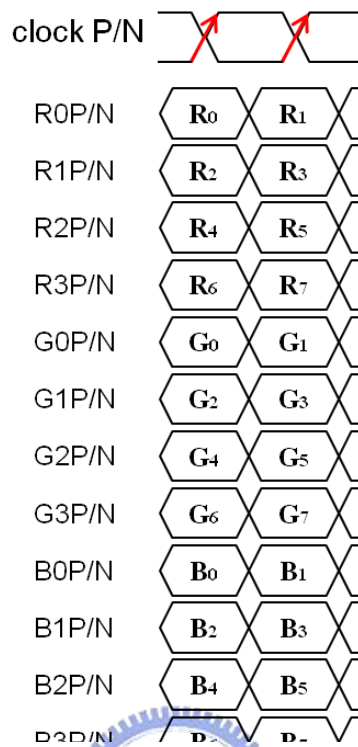 clock P/N
R0P/N R0 R1
R1P/N R2 R3
R2P/N R4 R5
R3P/N R6 R7
G0P/N G0 G1
G1P/N G2 G3
G2P/N G4 G5
G3P/N G6 G7
B0P/N B0 B1
B1P/N B2 B3
B2P/N B4 B5
B3P/N